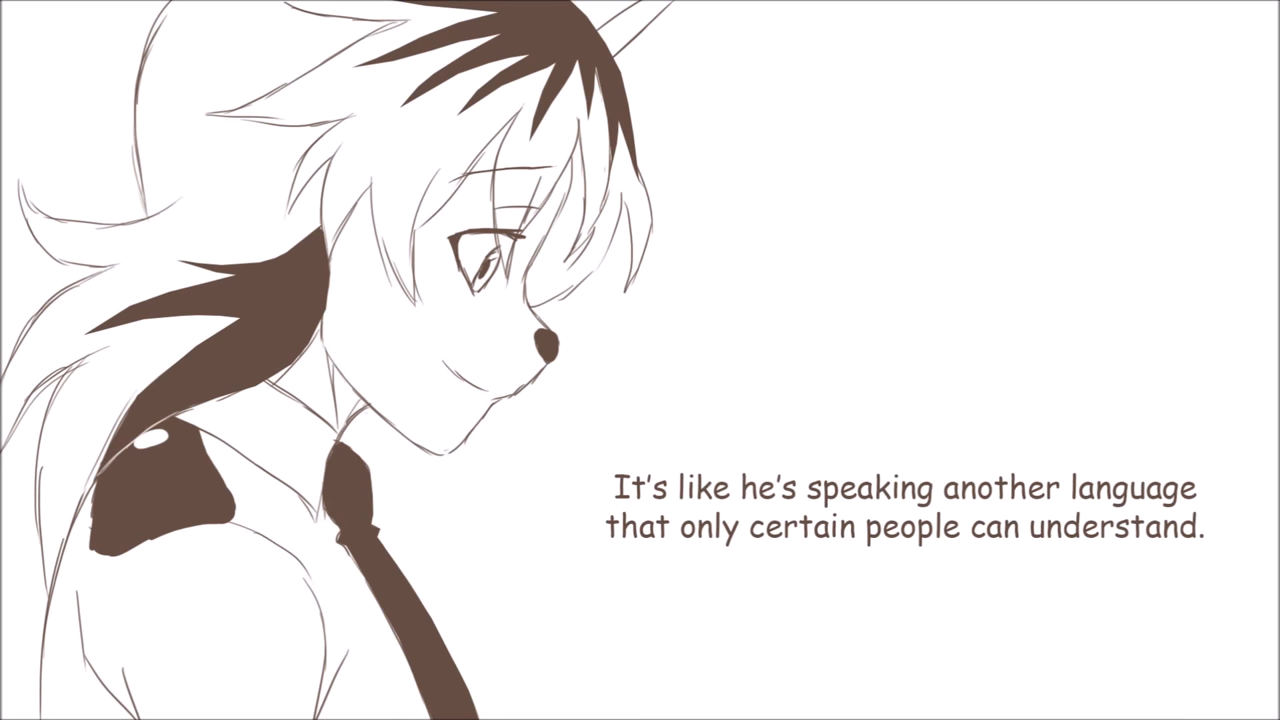 It's like he's speaking another language
that only certain people can understand.